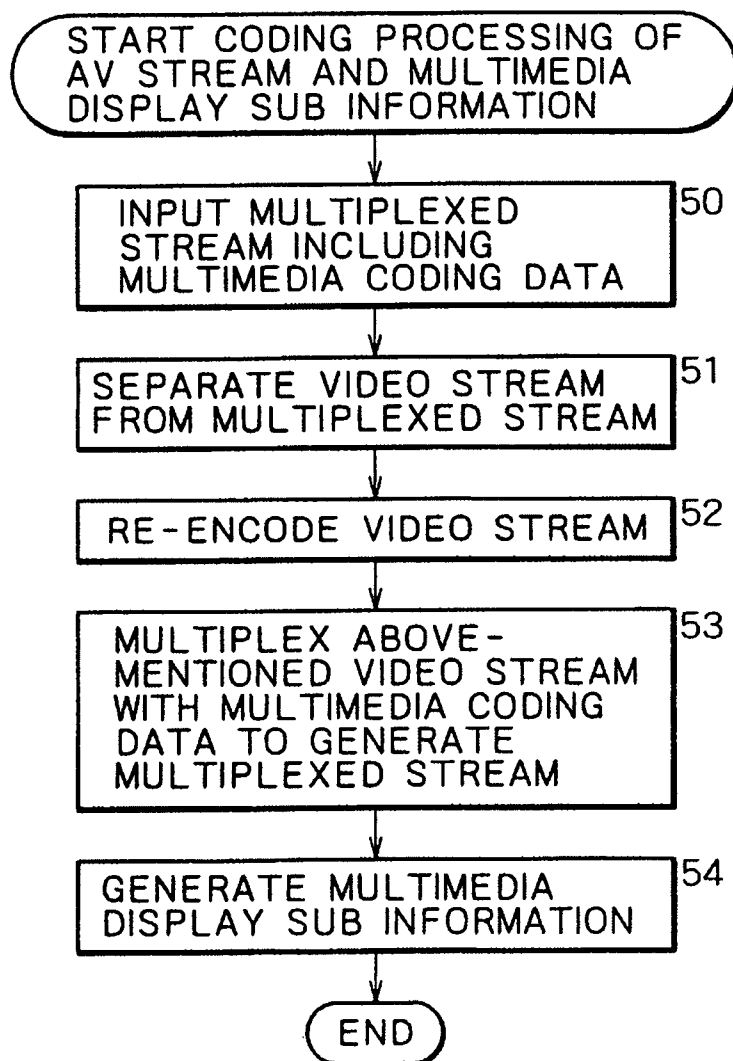 START CODING PROCESSING OF
AV STREAM AND MULTIMEDIA
DISPLAY SUB INFORMATION
50
INPUT MULTIPLEXED
STREAM INCLUDING
MULTIMEDIA CODING DATA
51
SEPARATE VIDEO STREAM
FROM MULTIPLEXED STREAM
52
RE-ENCODE VIDEO STREAM
53
MULTIPLEX ABOVE-
MENTIONED VIDEO STREAM
WITH MULTIMEDIA CODING
DATA TO GENERATE
MULTIPLEXED STREAM
54
GENERATE MULTIMEDIA
DISPLAY SUB INFORMATION
END